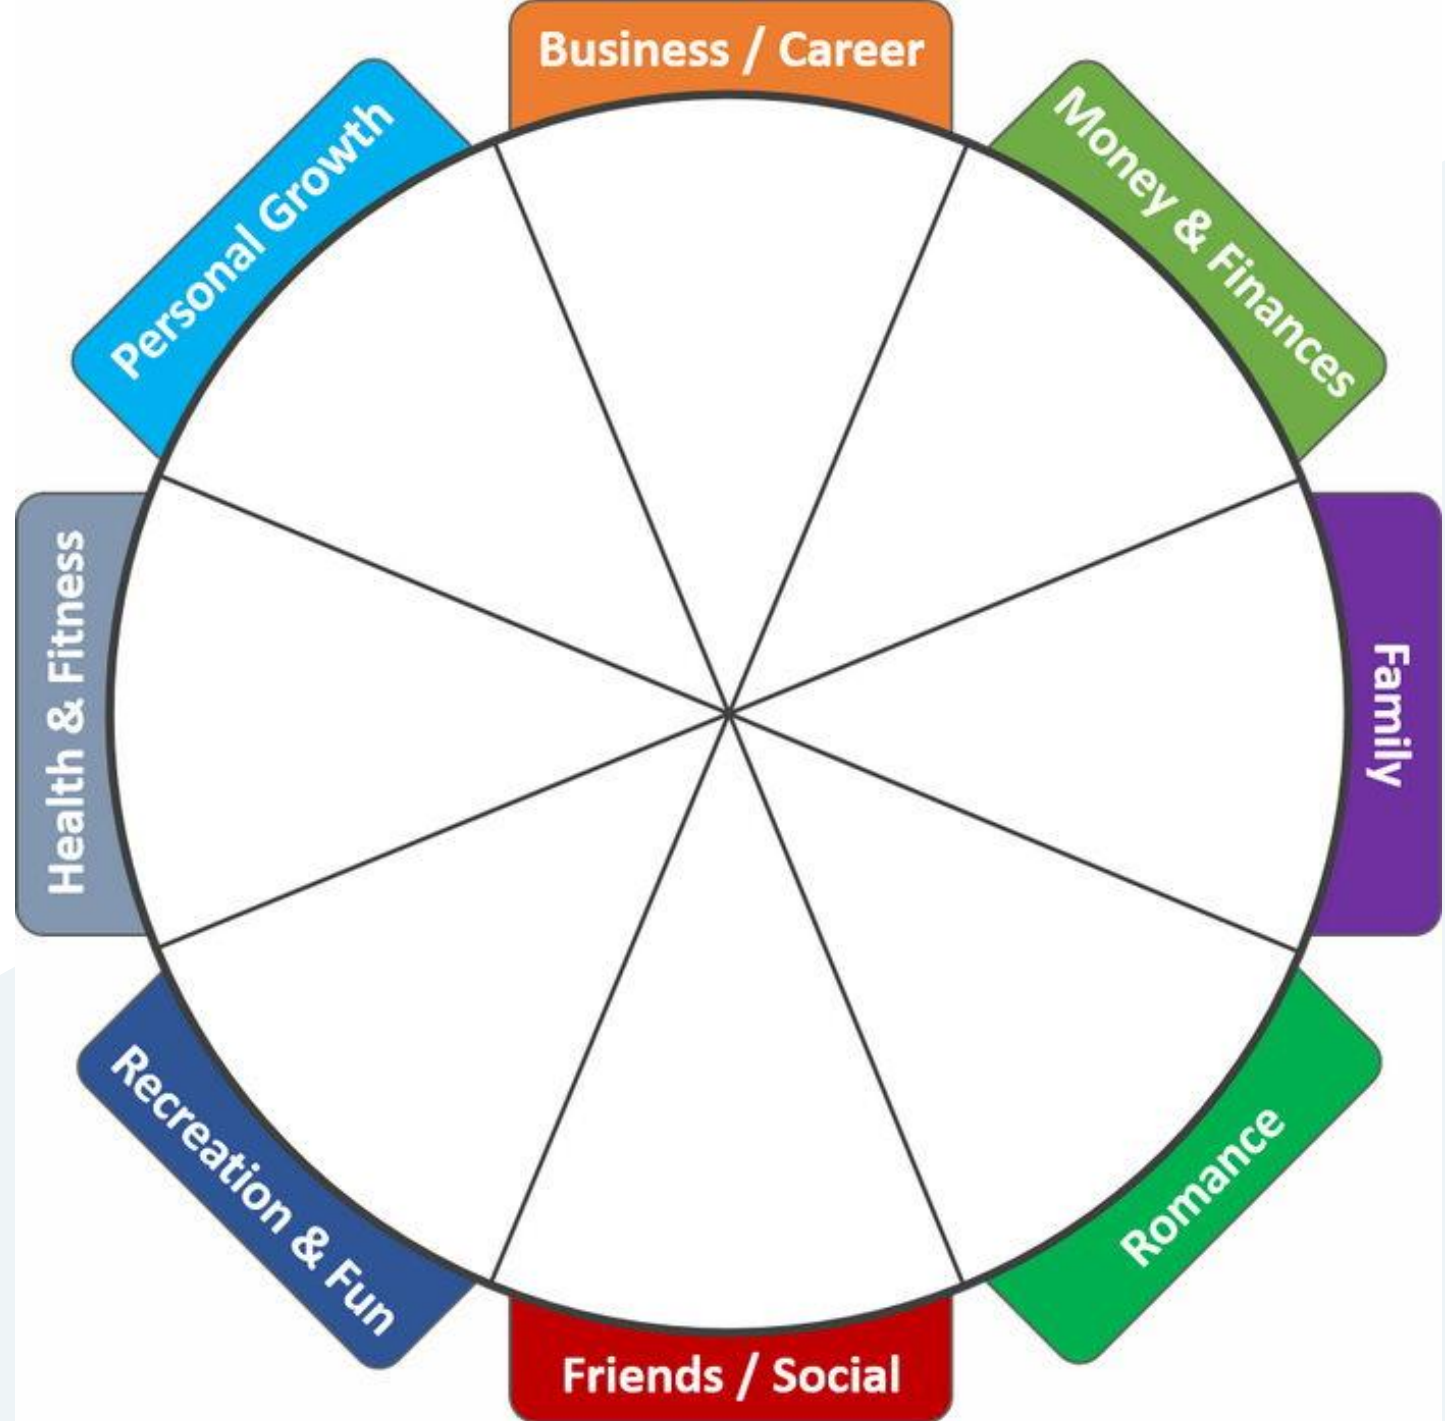 Business / Career
Money & Finances
Family
Romance
Friends / Social
Recreation & Fun
Health & Fitness
Personal Growth